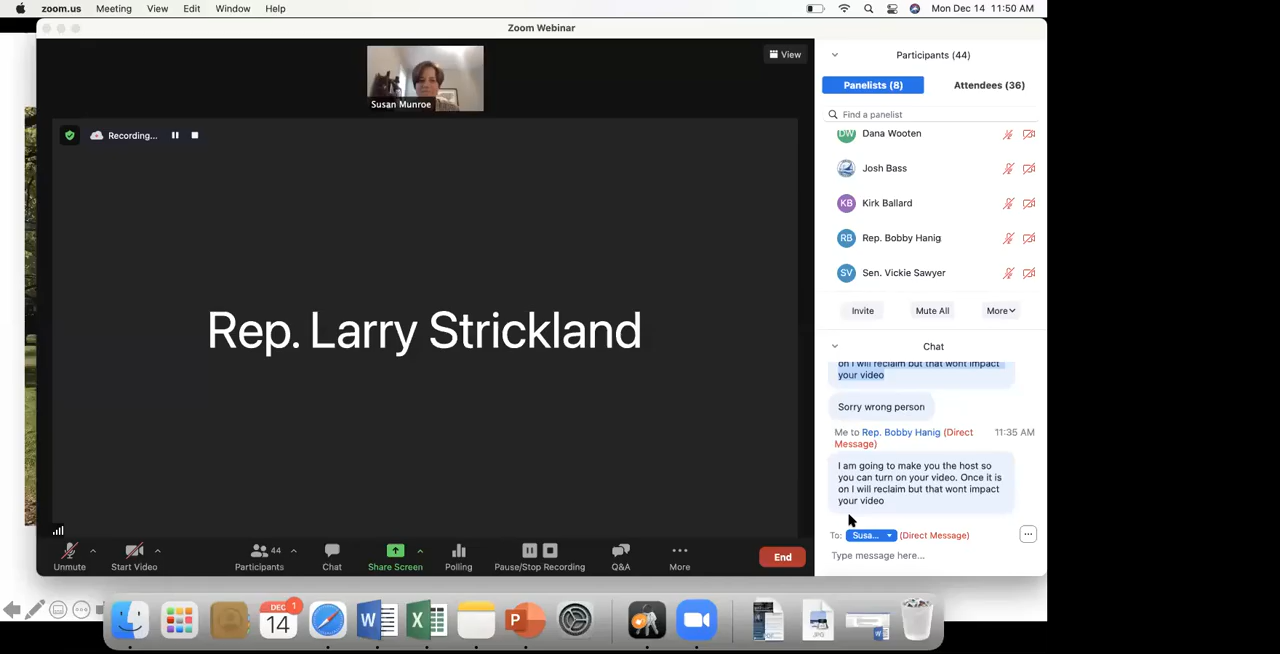 zoom.us Meeting View Edit Window Help Mon Dec 14 11:50 AM
Zoom Webinar
Susan Munroe
View
Recording...
Rep. Larry Strickland
Unmute
Start Video
44
Participants
Chat
Share Screen
Polling
Pause/Stop Recording
Q&A
More
End
Participants (44)
Panelists (8) Attendees (36)
Find a panelist
DW Dana Wooten
Josh Bass
KB Kirk Ballard
RB Rep. Bobby Hanig
SV Sen. Vickie Sawyer
Invite Mute All More
Chat
on I will reclaim but that wont impact
your video
Sorry wrong person
Me to Rep. Bobby Hanig (Direct 11:35 AM
Message)
I am going to make you the host so
you can turn on your video. Once it is
on I will reclaim but that wont impact
your video
To: Susa... (Direct Message)
Type message here...
DEC 1
14
W
X
P
JPG
W